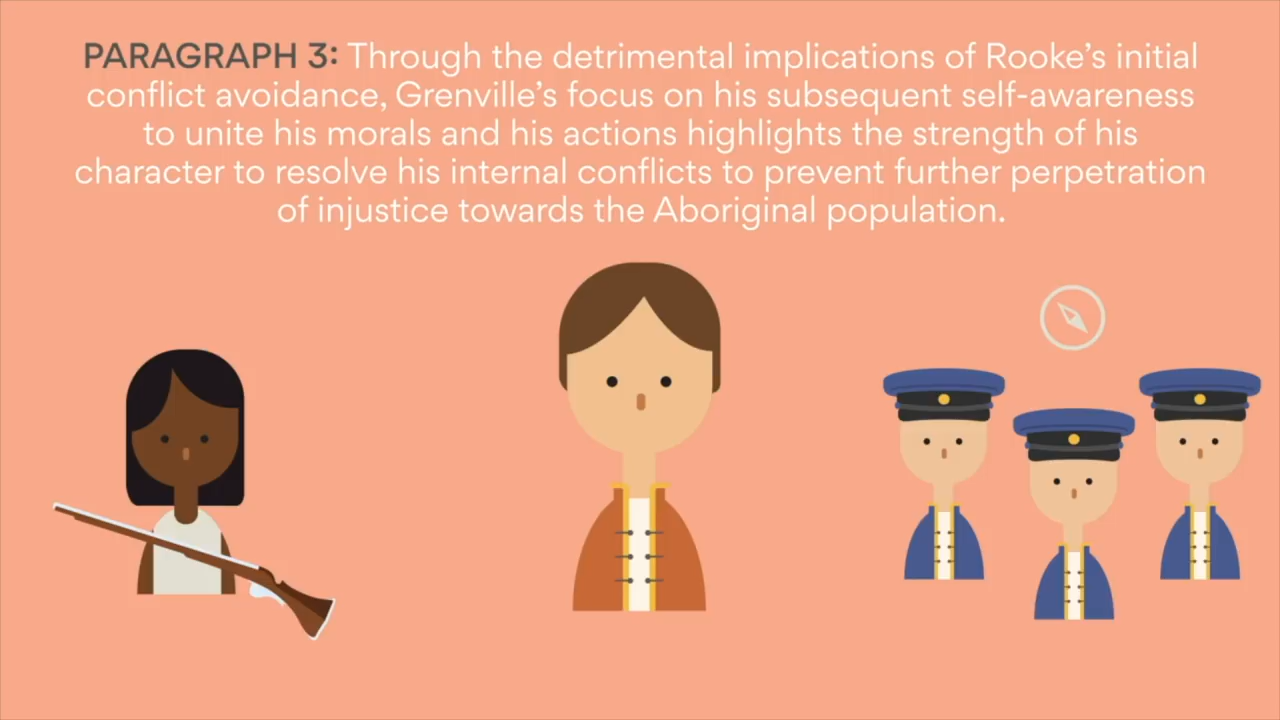 PARAGRAPH 3: Through the detrimental implications of Rooke’s initial
conflict avoidance, Grenville’s focus on his subsequent self-awareness
to unite his morals and his actions highlights the strength of his
character to resolve his internal conflicts to prevent further perpetration
of injustice towards the Aboriginal population.